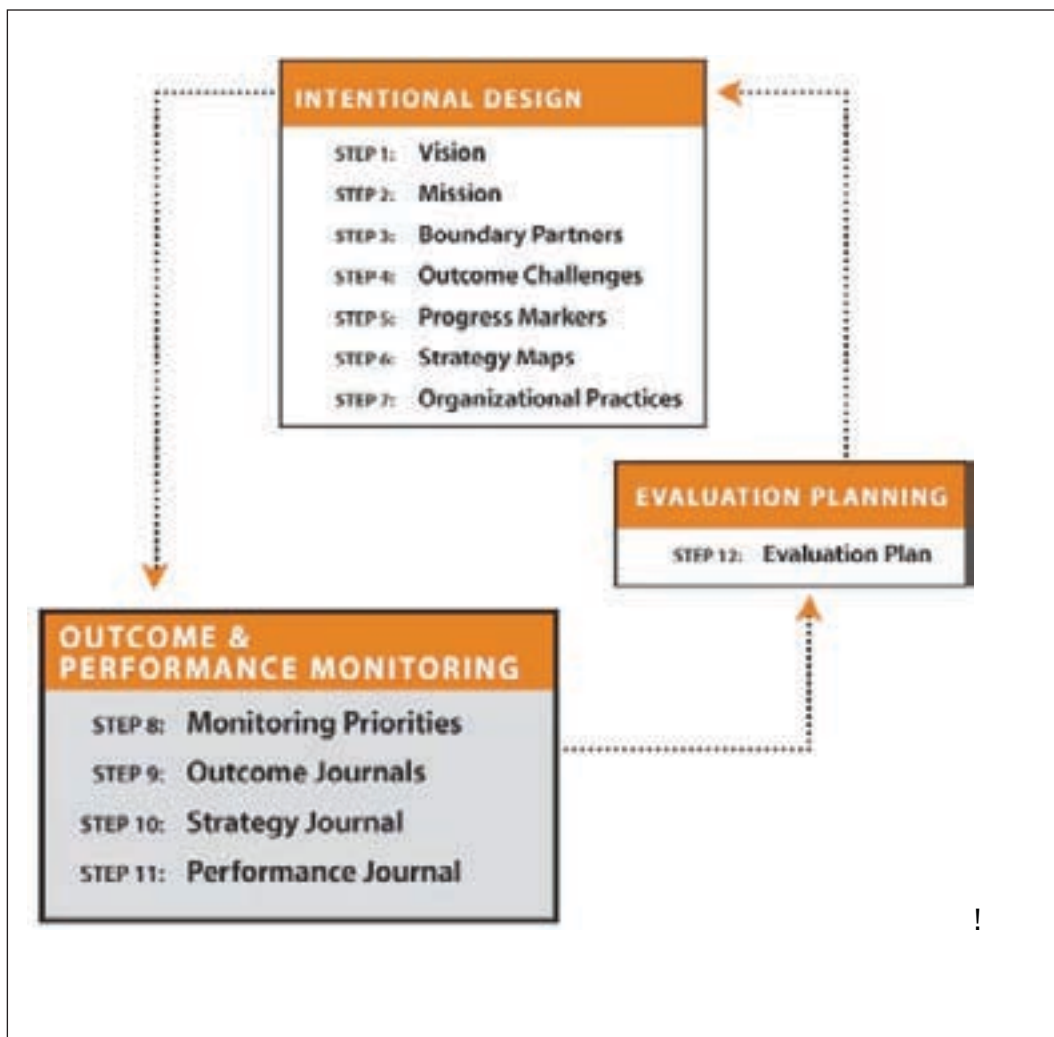 INTENTIONAL DESIGN
STEP 1: Vision
STEP 2: Mission
STEP 3: Boundary Partners
STEP 4: Outcome Challenges
STEP 5: Progress Markers
STEP 6: Strategy Maps
STEP 7: Organizational Practices
EVALUATION PLANNING
STEP 12: Evaluation Plan
OUTCOME &
PERFORMANCE MONITORING
STEP 8: Monitoring Priorities
STEP 9: Outcome Journals
STEP 10: Strategy Journal
STEP 11: Performance Journal
!